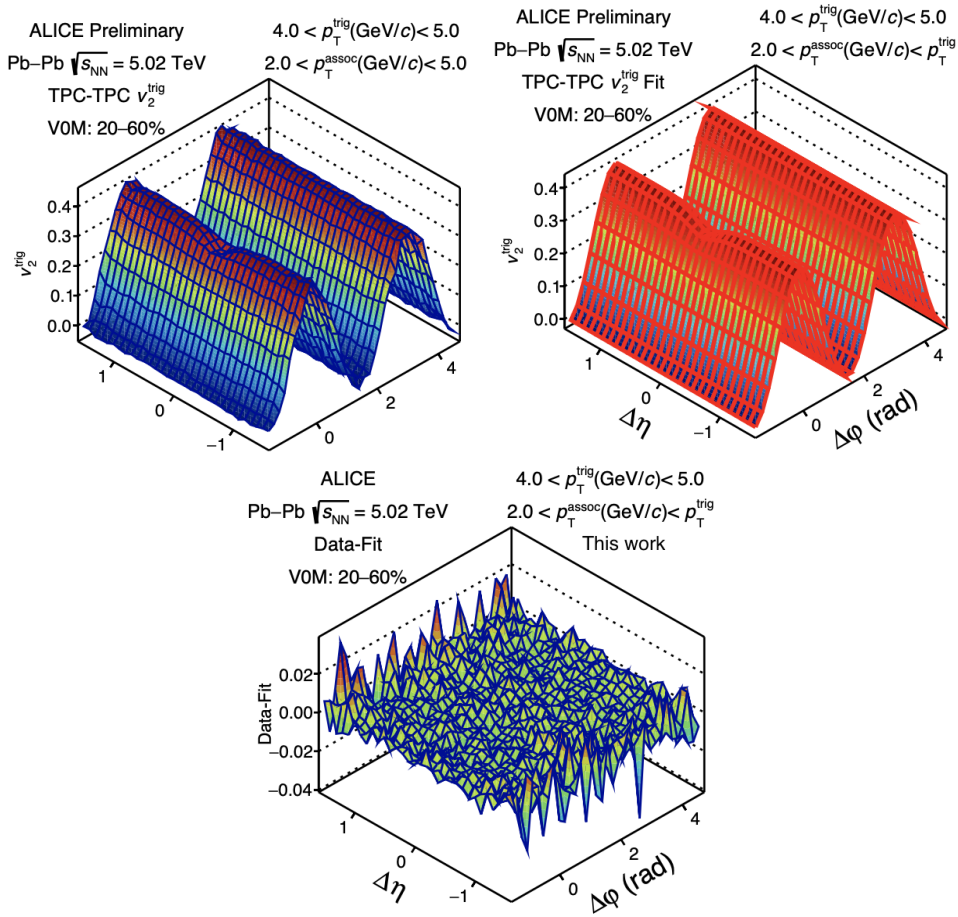 ALICE Preliminary
Pb–Pb √s_NN = 5.02 TeV
TPC-TPC v_2^trig
V0M: 20–60%
4.0 < p_T^trig(GeV/c) < 5.0
2.0 < p_T^assoc(GeV/c) < 5.0
v_2^trig
0.4
0.3
0.2
0.1
0.0
1
0
−1
0
2
4
ALICE Preliminary
Pb–Pb √s_NN = 5.02 TeV
TPC-TPC v_2^trig Fit
V0M: 20–60%
4.0 < p_T^trig(GeV/c) < 5.0
2.0 < p_T^assoc(GeV/c) < p_T^trig
v_2^trig
0.4
0.3
0.2
0.1
0.0
1
0
−1
Δη
0
2
4
Δφ (rad)
ALICE
Pb–Pb √s_NN = 5.02 TeV
Data-Fit
V0M: 20–60%
4.0 < p_T^trig(GeV/c) < 5.0
2.0 < p_T^assoc(GeV/c) < p_T^trig
This work
Data-Fit
0.02
0.00
−0.02
−0.04
1
0
−1
Δη
0
2
4
Δφ (rad)